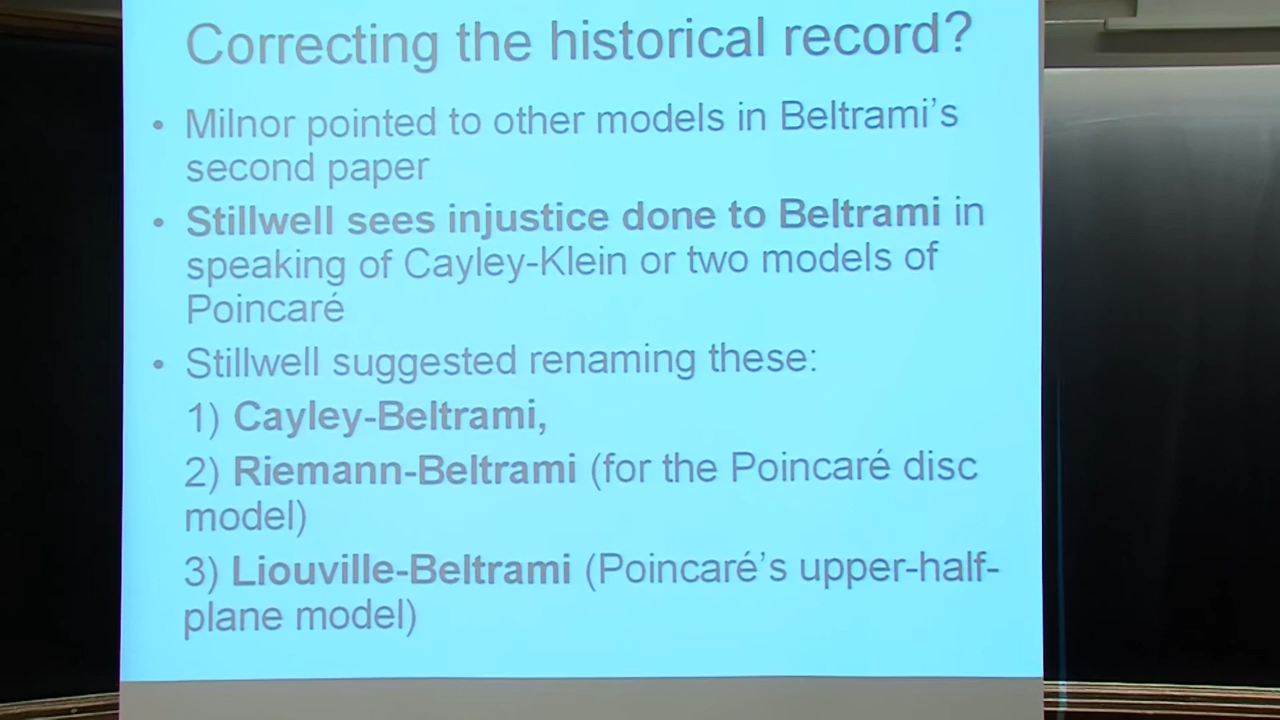 Correcting the historical record?
• Milnor pointed to other models in Beltrami's
second paper
• Stillwell sees injustice done to Beltrami in
speaking of Cayley-Klein or two models of
Poincaré
• Stillwell suggested renaming these:
1) Cayley-Beltrami,
2) Riemann-Beltrami (for the Poincaré disc
model)
3) Liouville-Beltrami (Poincaré's upper-half-
plane model)